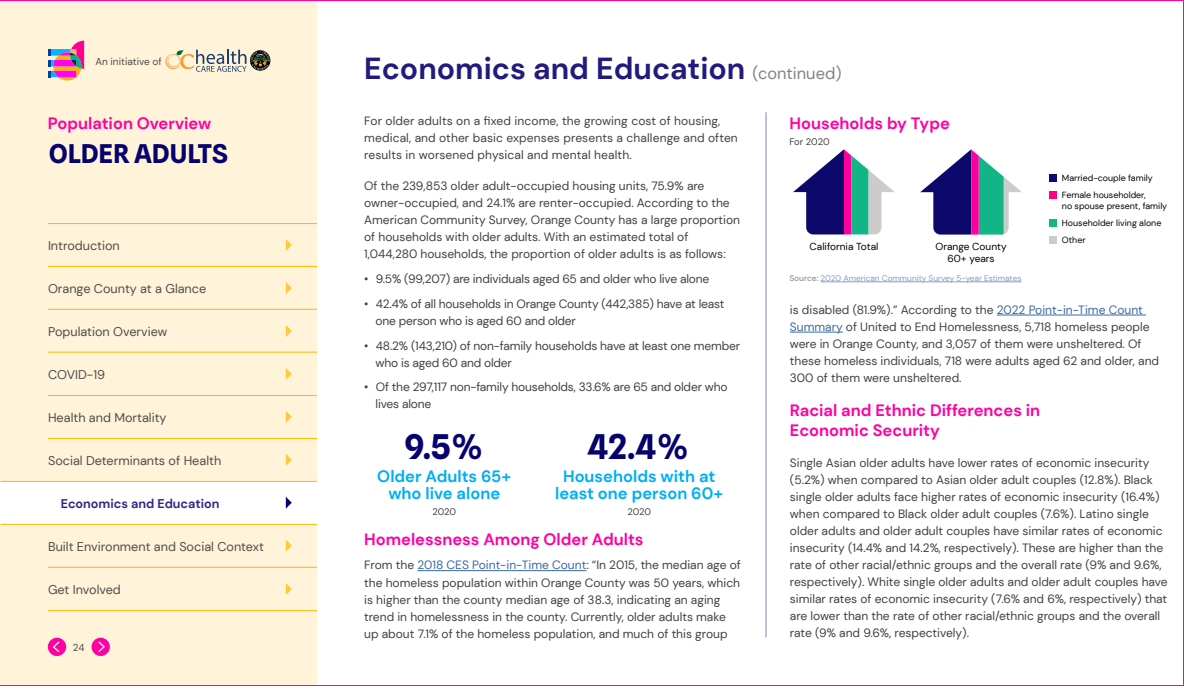 An initiative of
OC health
CARE AGENCY
Population Overview
OLDER ADULTS
Introduction
Orange County at a Glance
Population Overview
COVID-19
Health and Mortality
Social Determinants of Health
Economics and Education
Built Environment and Social Context
Get Involved
24
Economics and Education (continued)
For older adults on a fixed income, the growing cost of housing,
medical, and other basic expenses presents a challenge and often
results in worsened physical and mental health.
Of the 239,853 older adult-occupied housing units, 75.9% are
owner-occupied, and 24.1% are renter-occupied. According to the
American Community Survey, Orange County has a large proportion
of households with older adults. With an estimated total of
1,044,280 households, the proportion of older adults is as follows:
• 9.5% (99,207) are individuals aged 65 and older who live alone
• 42.4% of all households in Orange County (442,385) have at least
one person who is aged 60 and older
• 48.2% (143,210) of non-family households have at least one member
who is aged 60 and older
• Of the 297,117 non-family households, 33.6% are 65 and older who
lives alone
9.5%
Older Adults 65+
who live alone
2020
42.4%
Households with at
least one person 60+
2020
Homelessness Among Older Adults
From the 2018 CES Point-in-Time Count: “In 2015, the median age of
the homeless population within Orange County was 50 years, which
is higher than the county median age of 38.3, indicating an aging
trend in homelessness in the county. Currently, older adults make
up about 7.1% of the homeless population, and much of this group
Households by Type
For 2020
California Total
Orange County
60+ years
Married-couple family
Female householder,
no spouse present, family
Householder living alone
Other
Source: 2020 American Community Survey 5-year Estimates
is disabled (81.9%).” According to the 2022 Point-in-Time Count
Summary of United to End Homelessness, 5,718 homeless people
were in Orange County, and 3,057 of them were unsheltered. Of
these homeless individuals, 718 were adults aged 62 and older, and
300 of them were unsheltered.
Racial and Ethnic Differences in
Economic Security
Single Asian older adults have lower rates of economic insecurity
(5.2%) when compared to Asian older adult couples (12.8%). Black
single older adults face higher rates of economic insecurity (16.4%)
when compared to Black older adult couples (7.6%). Latino single
older adults and older adult couples have similar rates of economic
insecurity (14.4% and 14.2%, respectively). These are higher than the
rate of other racial/ethnic groups and the overall rate (9% and 9.6%,
respectively). White single older adults and older adult couples have
similar rates of economic insecurity (7.6% and 6%, respectively) that
are lower than the rate of other racial/ethnic groups and the overall
rate (9% and 9.6%, respectively).